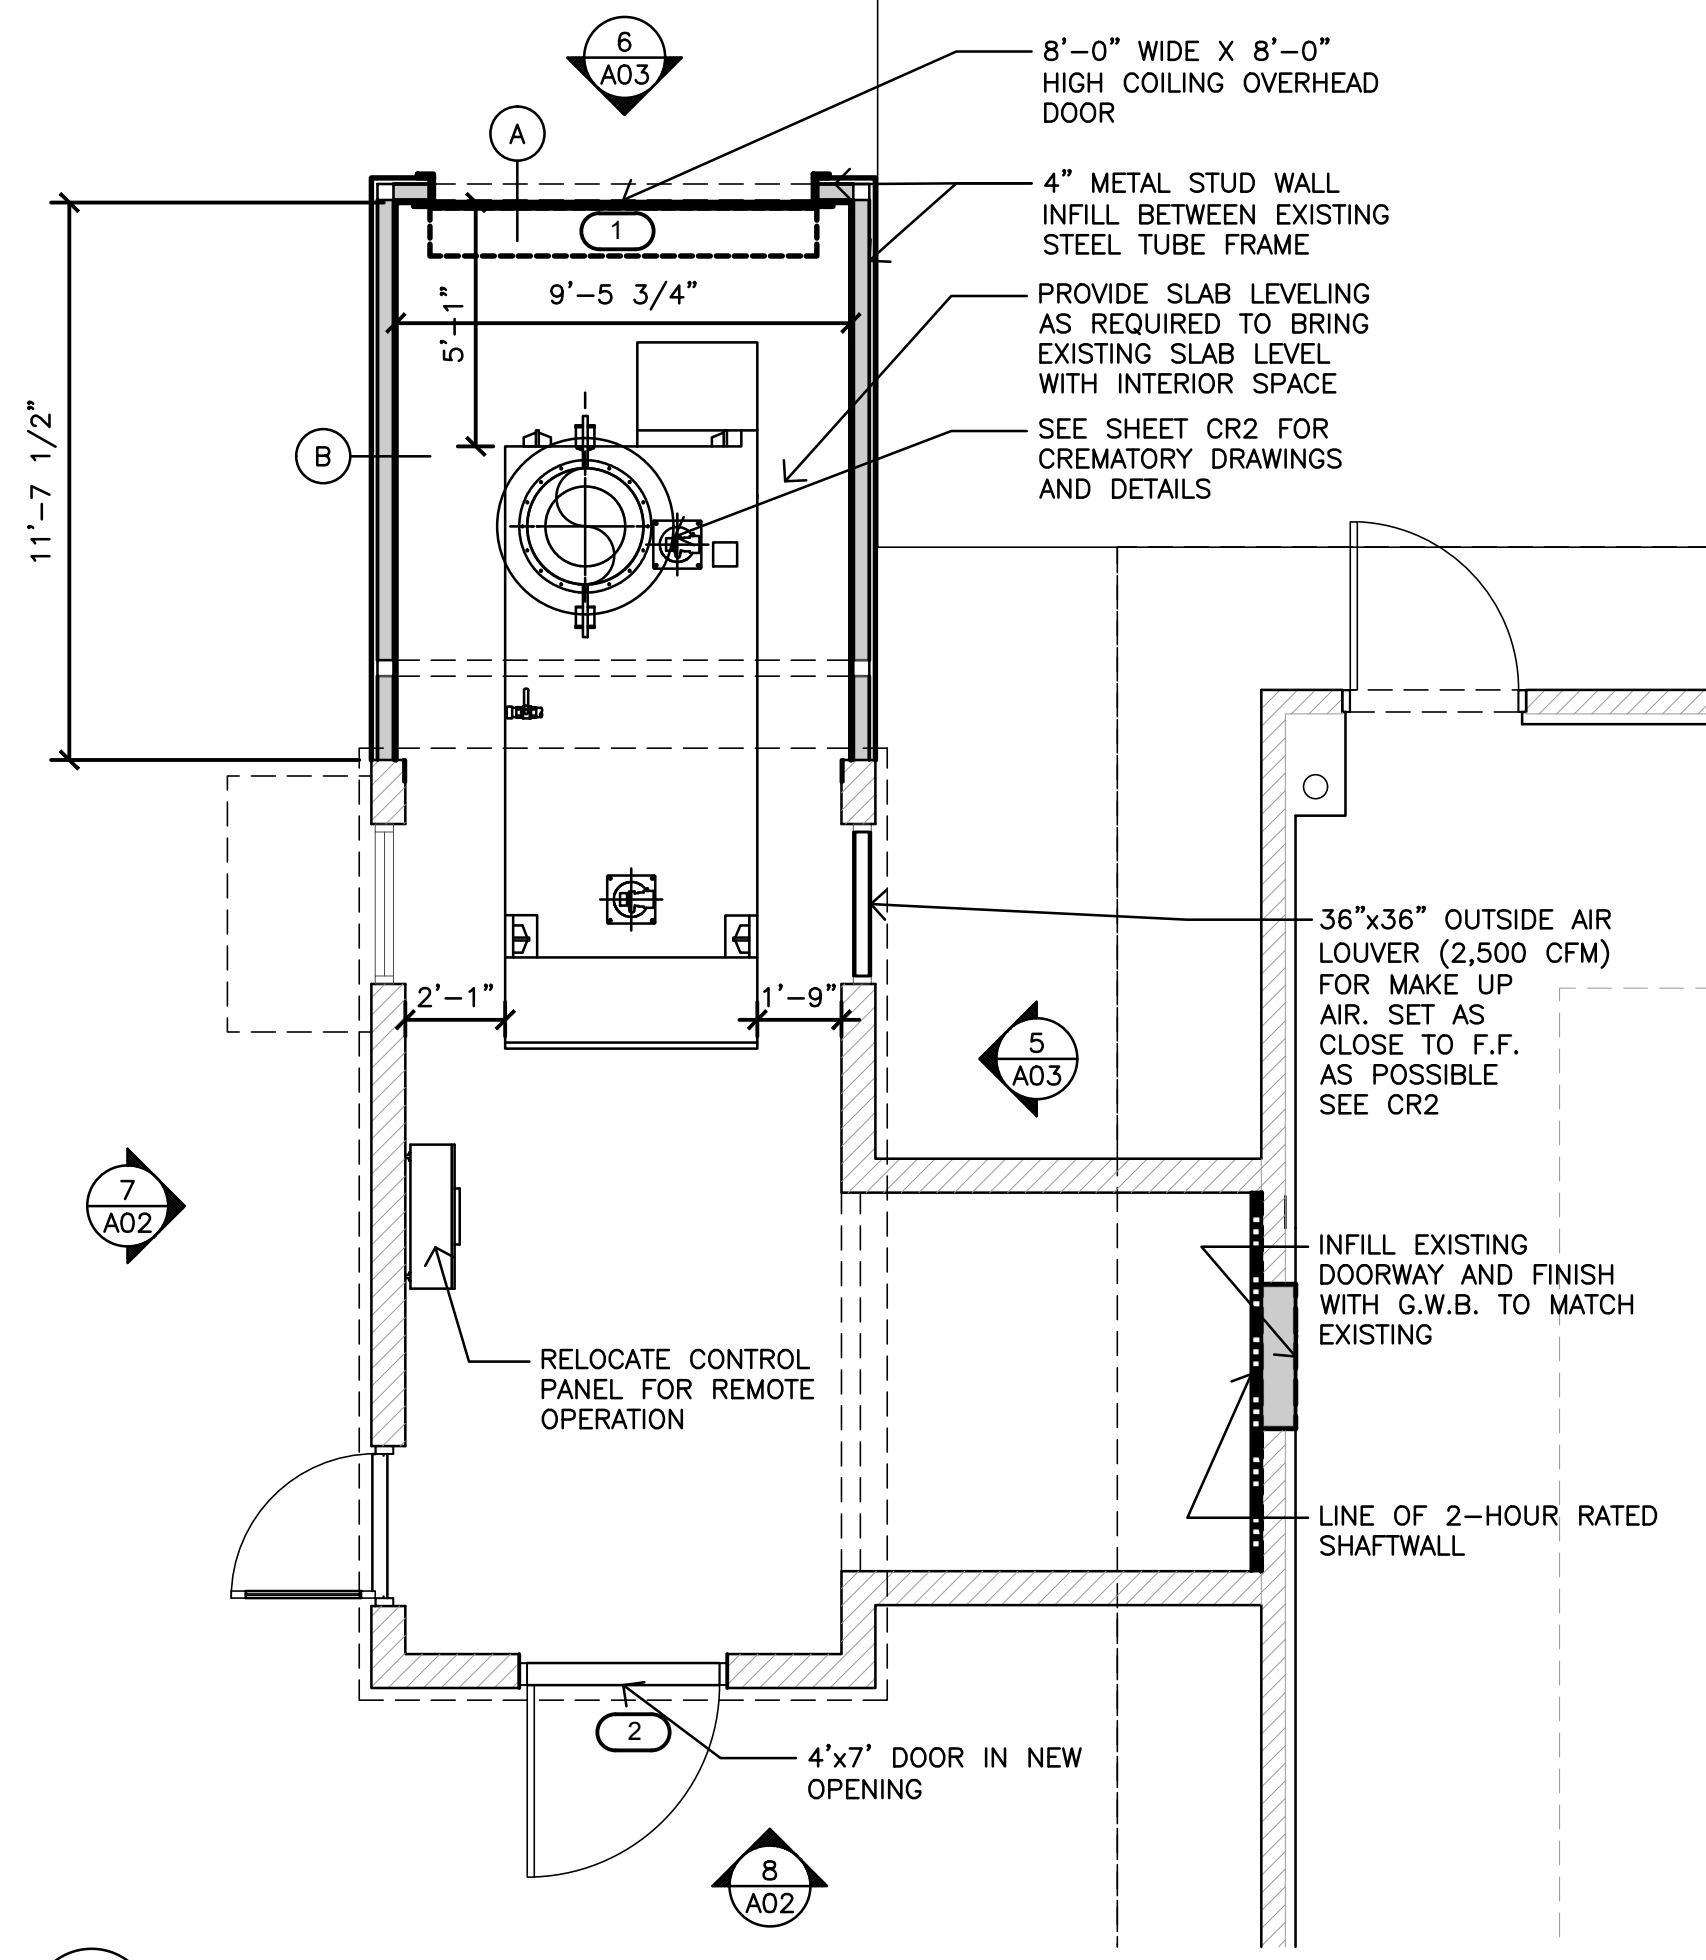 6
A03
8'-0" WIDE X 8'-0"
HIGH COILING OVERHEAD
DOOR
A
4" METAL STUD WALL
INFILL BETWEEN EXISTING
STEEL TUBE FRAME
1
9'-5 3/4"
5'-1"
PROVIDE SLAB LEVELING
AS REQUIRED TO BRING
EXISTING SLAB LEVEL
WITH INTERIOR SPACE
11'-7 1/2"
B
SEE SHEET CR2 FOR
CREMATORY DRAWINGS
AND DETAILS
36"x36" OUTSIDE AIR
LOUVER (2,500 CFM)
FOR MAKE UP
AIR. SET AS
CLOSE TO F.F.
AS POSSIBLE
SEE CR2
2'-1"
1'-9"
5
A03
7
A02
INFILL EXISTING
DOORWAY AND FINISH
WITH G.W.B. TO MATCH
EXISTING
RELOCATE CONTROL
PANEL FOR REMOTE
OPERATION
LINE OF 2-HOUR RATED
SHAFTWALL
2
4'x7' DOOR IN NEW
OPENING
8
A02